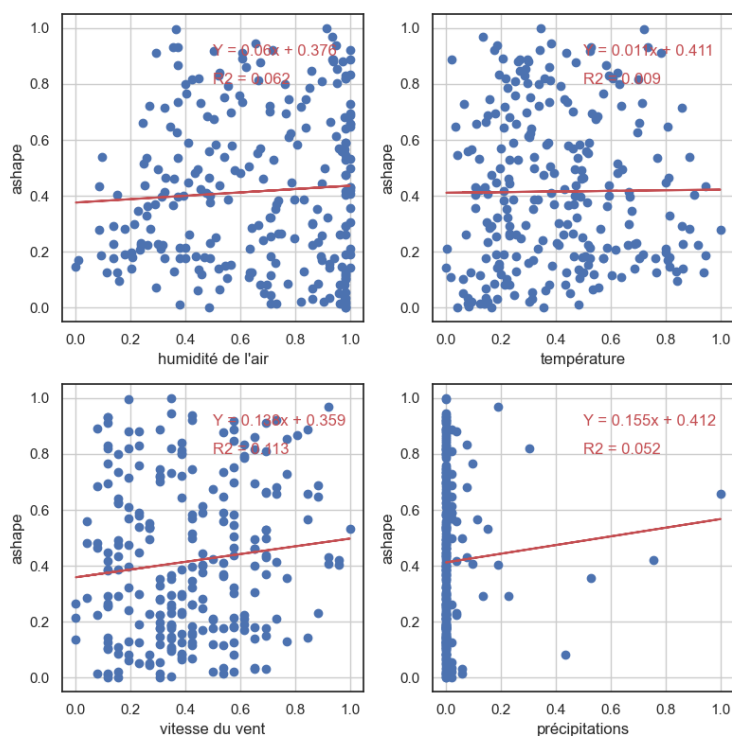 1.0
0.8
0.6
0.4
0.2
0.0
ashape
Y = 0.06x + 0.376
R2 = 0.062
0.0 0.2 0.4 0.6 0.8 1.0
humidité de l'air
1.0
0.8
0.6
0.4
0.2
0.0
ashape
Y = 0.011x + 0.411
R2 = 0.009
0.0 0.2 0.4 0.6 0.8 1.0
température
1.0
0.8
0.6
0.4
0.2
0.0
ashape
R2 = 0.113
0.0 0.2 0.4 0.6 0.8 1.0
vitesse du vent
1.0
0.8
0.6
0.4
0.2
0.0
ashape
Y = 0.155x + 0.412
R2 = 0.052
0.0 0.2 0.4 0.6 0.8 1.0
précipitations